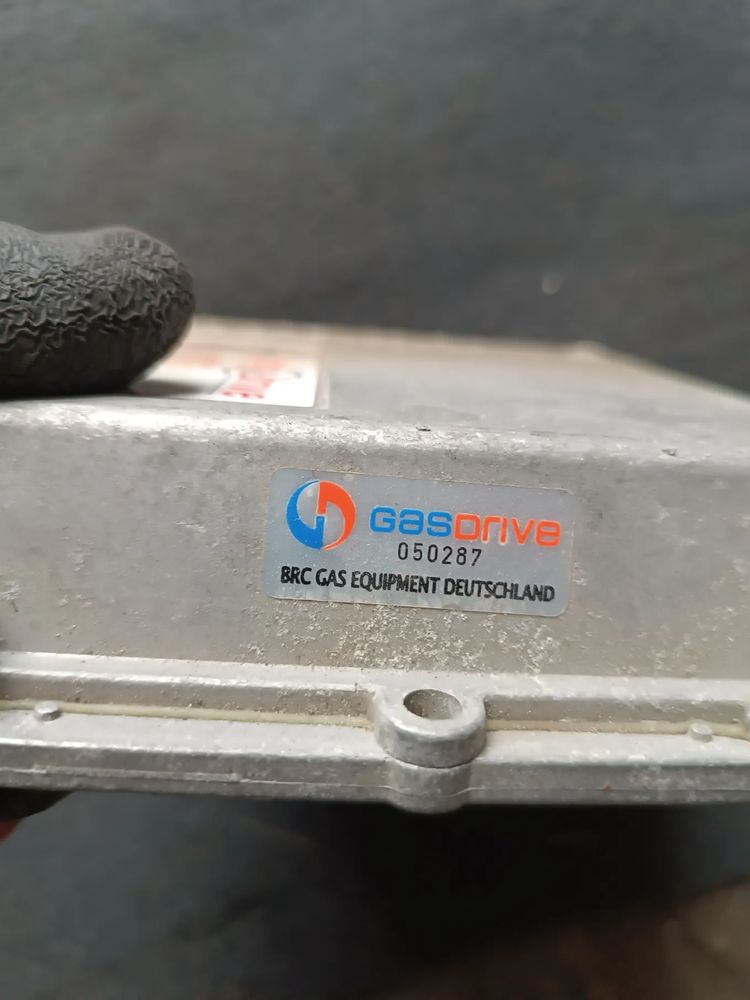 GasDrive
050287
BRC GAS EQUIPMENT DEUTSCHLAND